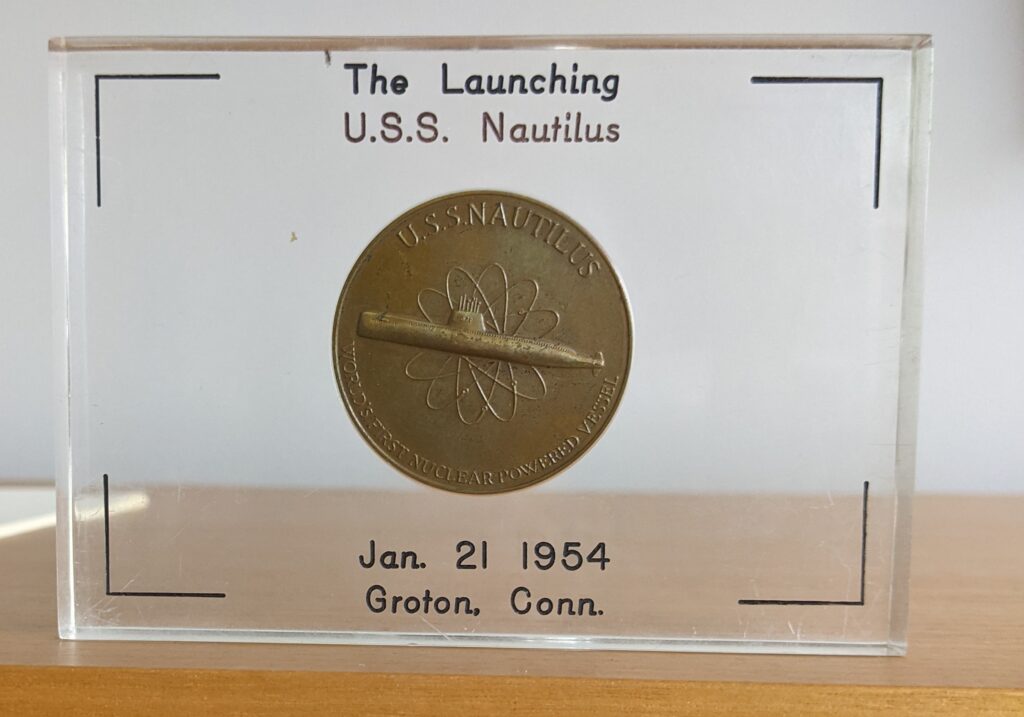 The Launching
U.S.S. Nautilus
U.S.S. NAUTILUS
WORLD'S FIRST NUCLEAR POWERED VESSEL
Jan. 21 1954
Groton, Conn.